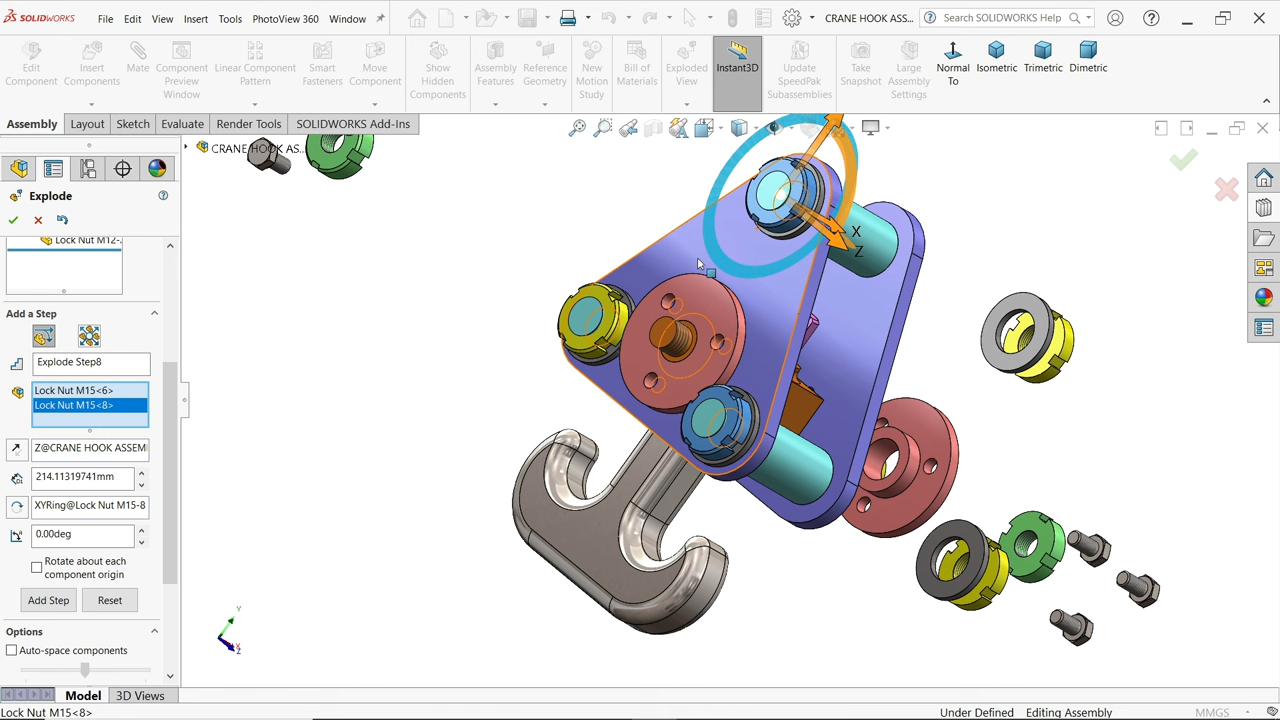 SOLIDWORKS
File Edit View Insert Tools PhotoView 360 Window
CRANE HOOK ASS...
Search SOLIDWORKS Help
Edit Component
Insert Components
Mate
Component Preview Window
Linear Component Pattern
Smart Fasteners
Move Component
Show Hidden Components
Assembly Features
Reference Geometry
New Motion Study
Bill of Materials
Exploded View
Instant3D
Update SpeedPak Subassemblies
Take Snapshot
Large Assembly Settings
Normal To
Isometric
Trimetric
Dimetric
Assembly Layout Sketch Evaluate Render Tools SOLIDWORKS Add-Ins
CRANE HOOK AS...
Explode
Lock Nut M12-.
Add a Step
Explode Step8
Lock Nut M15<6>
Lock Nut M15<8>
Z@CRANE HOOK ASSEM
214.11319741mm
XYRing@Lock Nut M15-8
0.00deg
Rotate about each
component origin
Add Step Reset
Options
Auto-space components
X
Z
Y
Z
Model 3D Views
Lock Nut M15<8>
Under Defined Editing Assembly MMGS